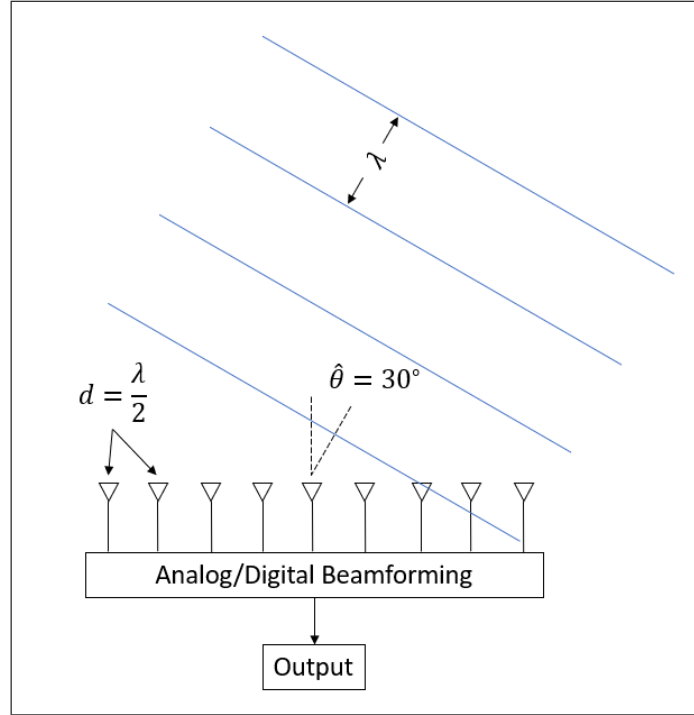 λ
θ̂ = 30°
d = λ/2
Analog/Digital Beamforming
Output